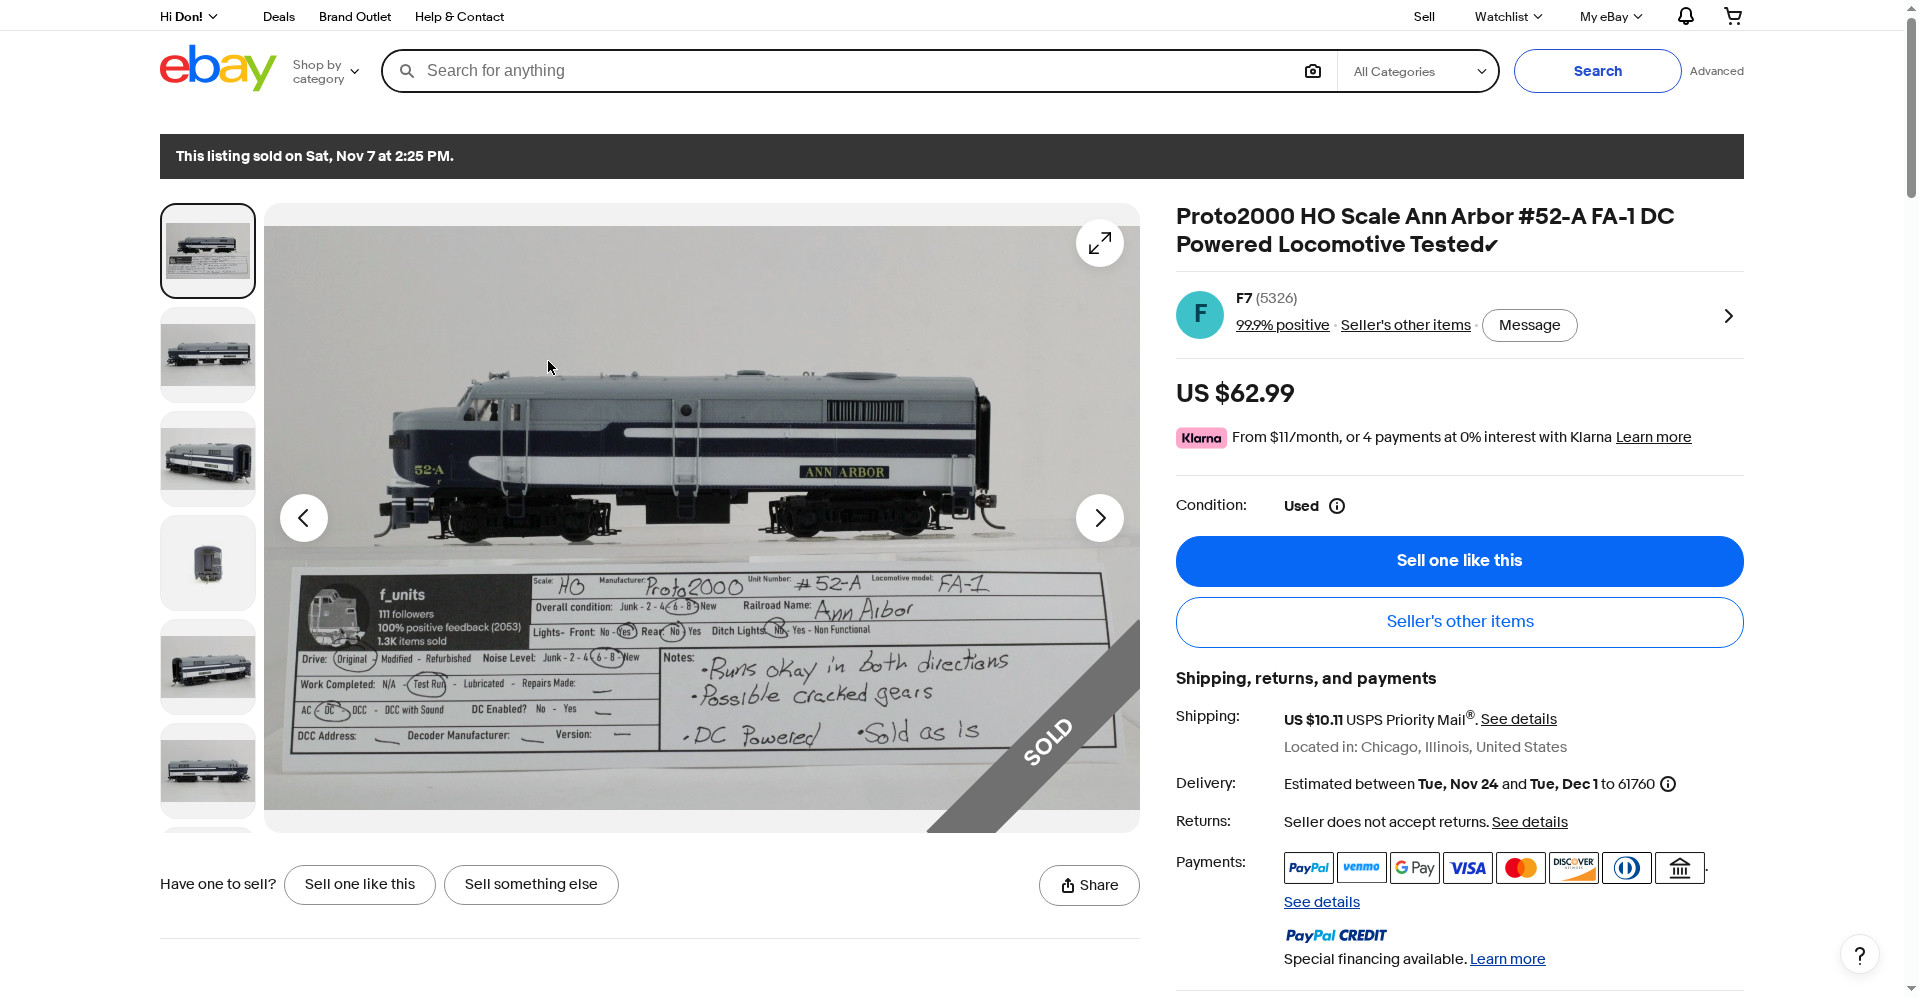 Hi Don!
Deals
Brand Outlet
Help & Contact
Sell
Watchlist
My eBay
ebay
Shop by category
Search for anything
All Categories
Search
Advanced
This listing sold on Sat, Nov 7 at 2:25 PM.
52-A
F
ANN ARBOR
f_units
111 followers
100% positive feedback (2053)
1.3K items sold
Scale: HO Manufacturer: Proto2000 Unit Number: #52-A Locomotive model: FA-1
Overall condition: Junk - 2 - 4 - 6 - 8 - New Railroad Name: Ann Arbor
Lights- Front: No - Yes Rear: No - Yes Ditch Lights: No - Yes - Non Functional
Drive: Original - Modified - Refurbished Noise Level: Junk - 2 - 4 - 6 - 8 - New
Work Completed: N/A - Test Run - Lubricated - Repairs Made: —
AC - DC - DCC - DCC with Sound DC Enabled? No - Yes —
DCC Address: — Decoder Manufacturer: — Version: —
Notes:
•Runs okay in both directions
•Possible cracked gears
•DC Powered •Sold as is
SOLD
Have one to sell?
Sell one like this
Sell something else
Share
Proto2000 HO Scale Ann Arbor #52-A FA-1 DC
Powered Locomotive Tested✔
F
F7 (5326)
99.9% positive · Seller's other items · Message
US $62.99
Klarna From $11/month, or 4 payments at 0% interest with Klarna Learn more
Condition: Used
Sell one like this
Seller's other items
Shipping, returns, and payments
Shipping: US $10.11 USPS Priority Mail®. See details
Located in: Chicago, Illinois, United States
Delivery: Estimated between Tue, Nov 24 and Tue, Dec 1 to 61760
Returns: Seller does not accept returns. See details
Payments: PayPal venmo G Pay VISA DISCOVER .
See details
PayPal CREDIT
Special financing available. Learn more
?